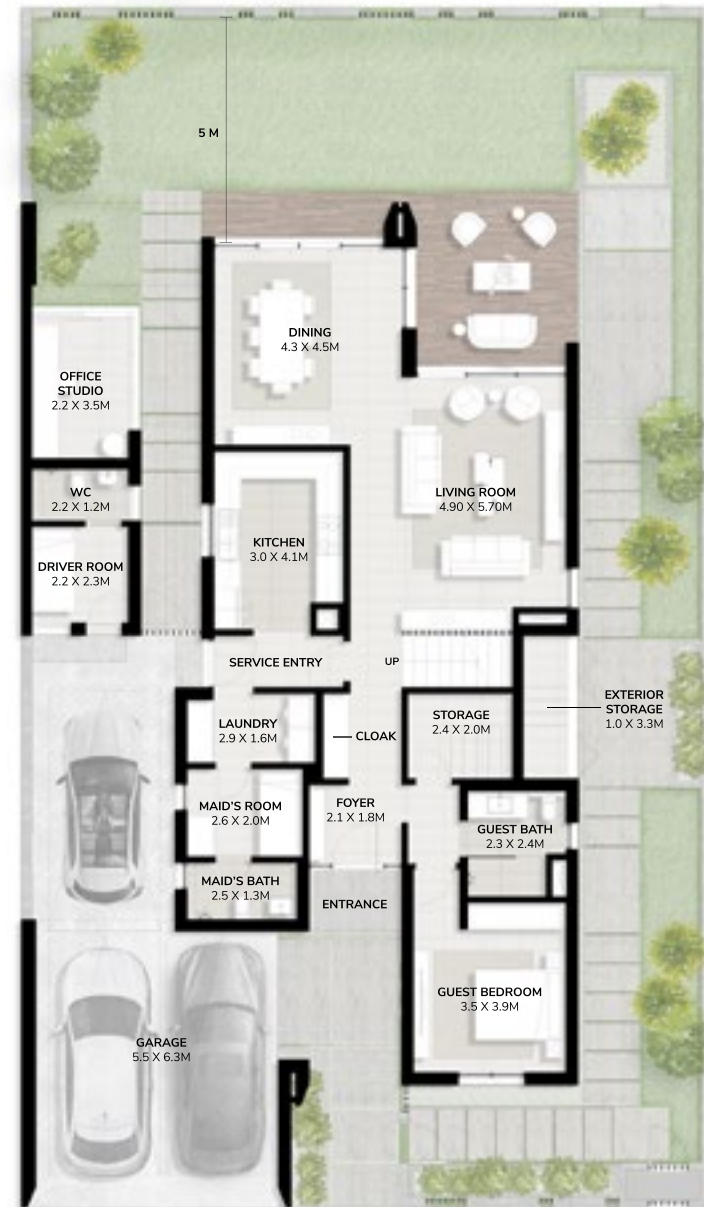 5 M
DINING
4.3 X 4.5M
OFFICE
STUDIO
2.2 X 3.5M
WC
2.2 X 1.2M
LIVING ROOM
4.90 X 5.70M
KITCHEN
3.0 X 4.1M
DRIVER ROOM
2.2 X 2.3M
SERVICE ENTRY
UP
EXTERIOR
STORAGE
1.0 X 3.3M
LAUNDRY
2.9 X 1.6M
CLOAK
STORAGE
2.4 X 2.0M
MAID'S ROOM
2.6 X 2.0M
FOYER
2.1 X 1.8M
GUEST BATH
2.3 X 2.4M
MAID'S BATH
2.5 X 1.3M
ENTRANCE
GUEST BEDROOM
3.5 X 3.9M
GARAGE
5.5 X 6.3M